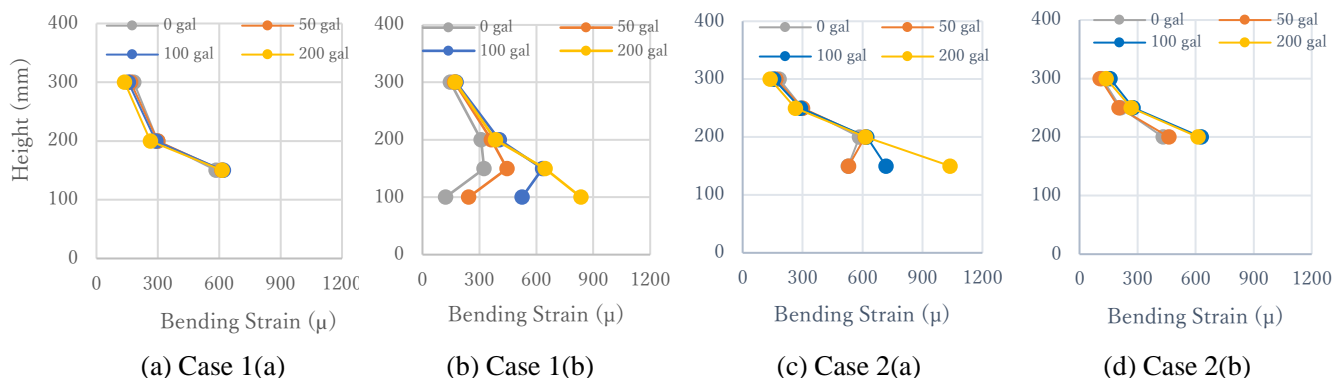 0 gal 50 gal
100 gal 200 gal
Height (mm)
400
300
200
100
0
0 300 600 900 1200
Bending Strain (μ)
(a) Case 1(a)
0 gal 50 gal
100 gal 200 gal
400
300
200
100
0
0 300 600 900 1200
Bending Strain (μ)
(b) Case 1(b)
0 gal 50 gal
100 gal 200 gal
400
300
200
100
0
0 300 600 900 1200
Bending Strain (μ)
(c) Case 2(a)
0 gal 50 gal
100 gal 200 gal
400
300
200
100
0
0 300 600 900 1200
Bending Strain (μ)
(d) Case 2(b)